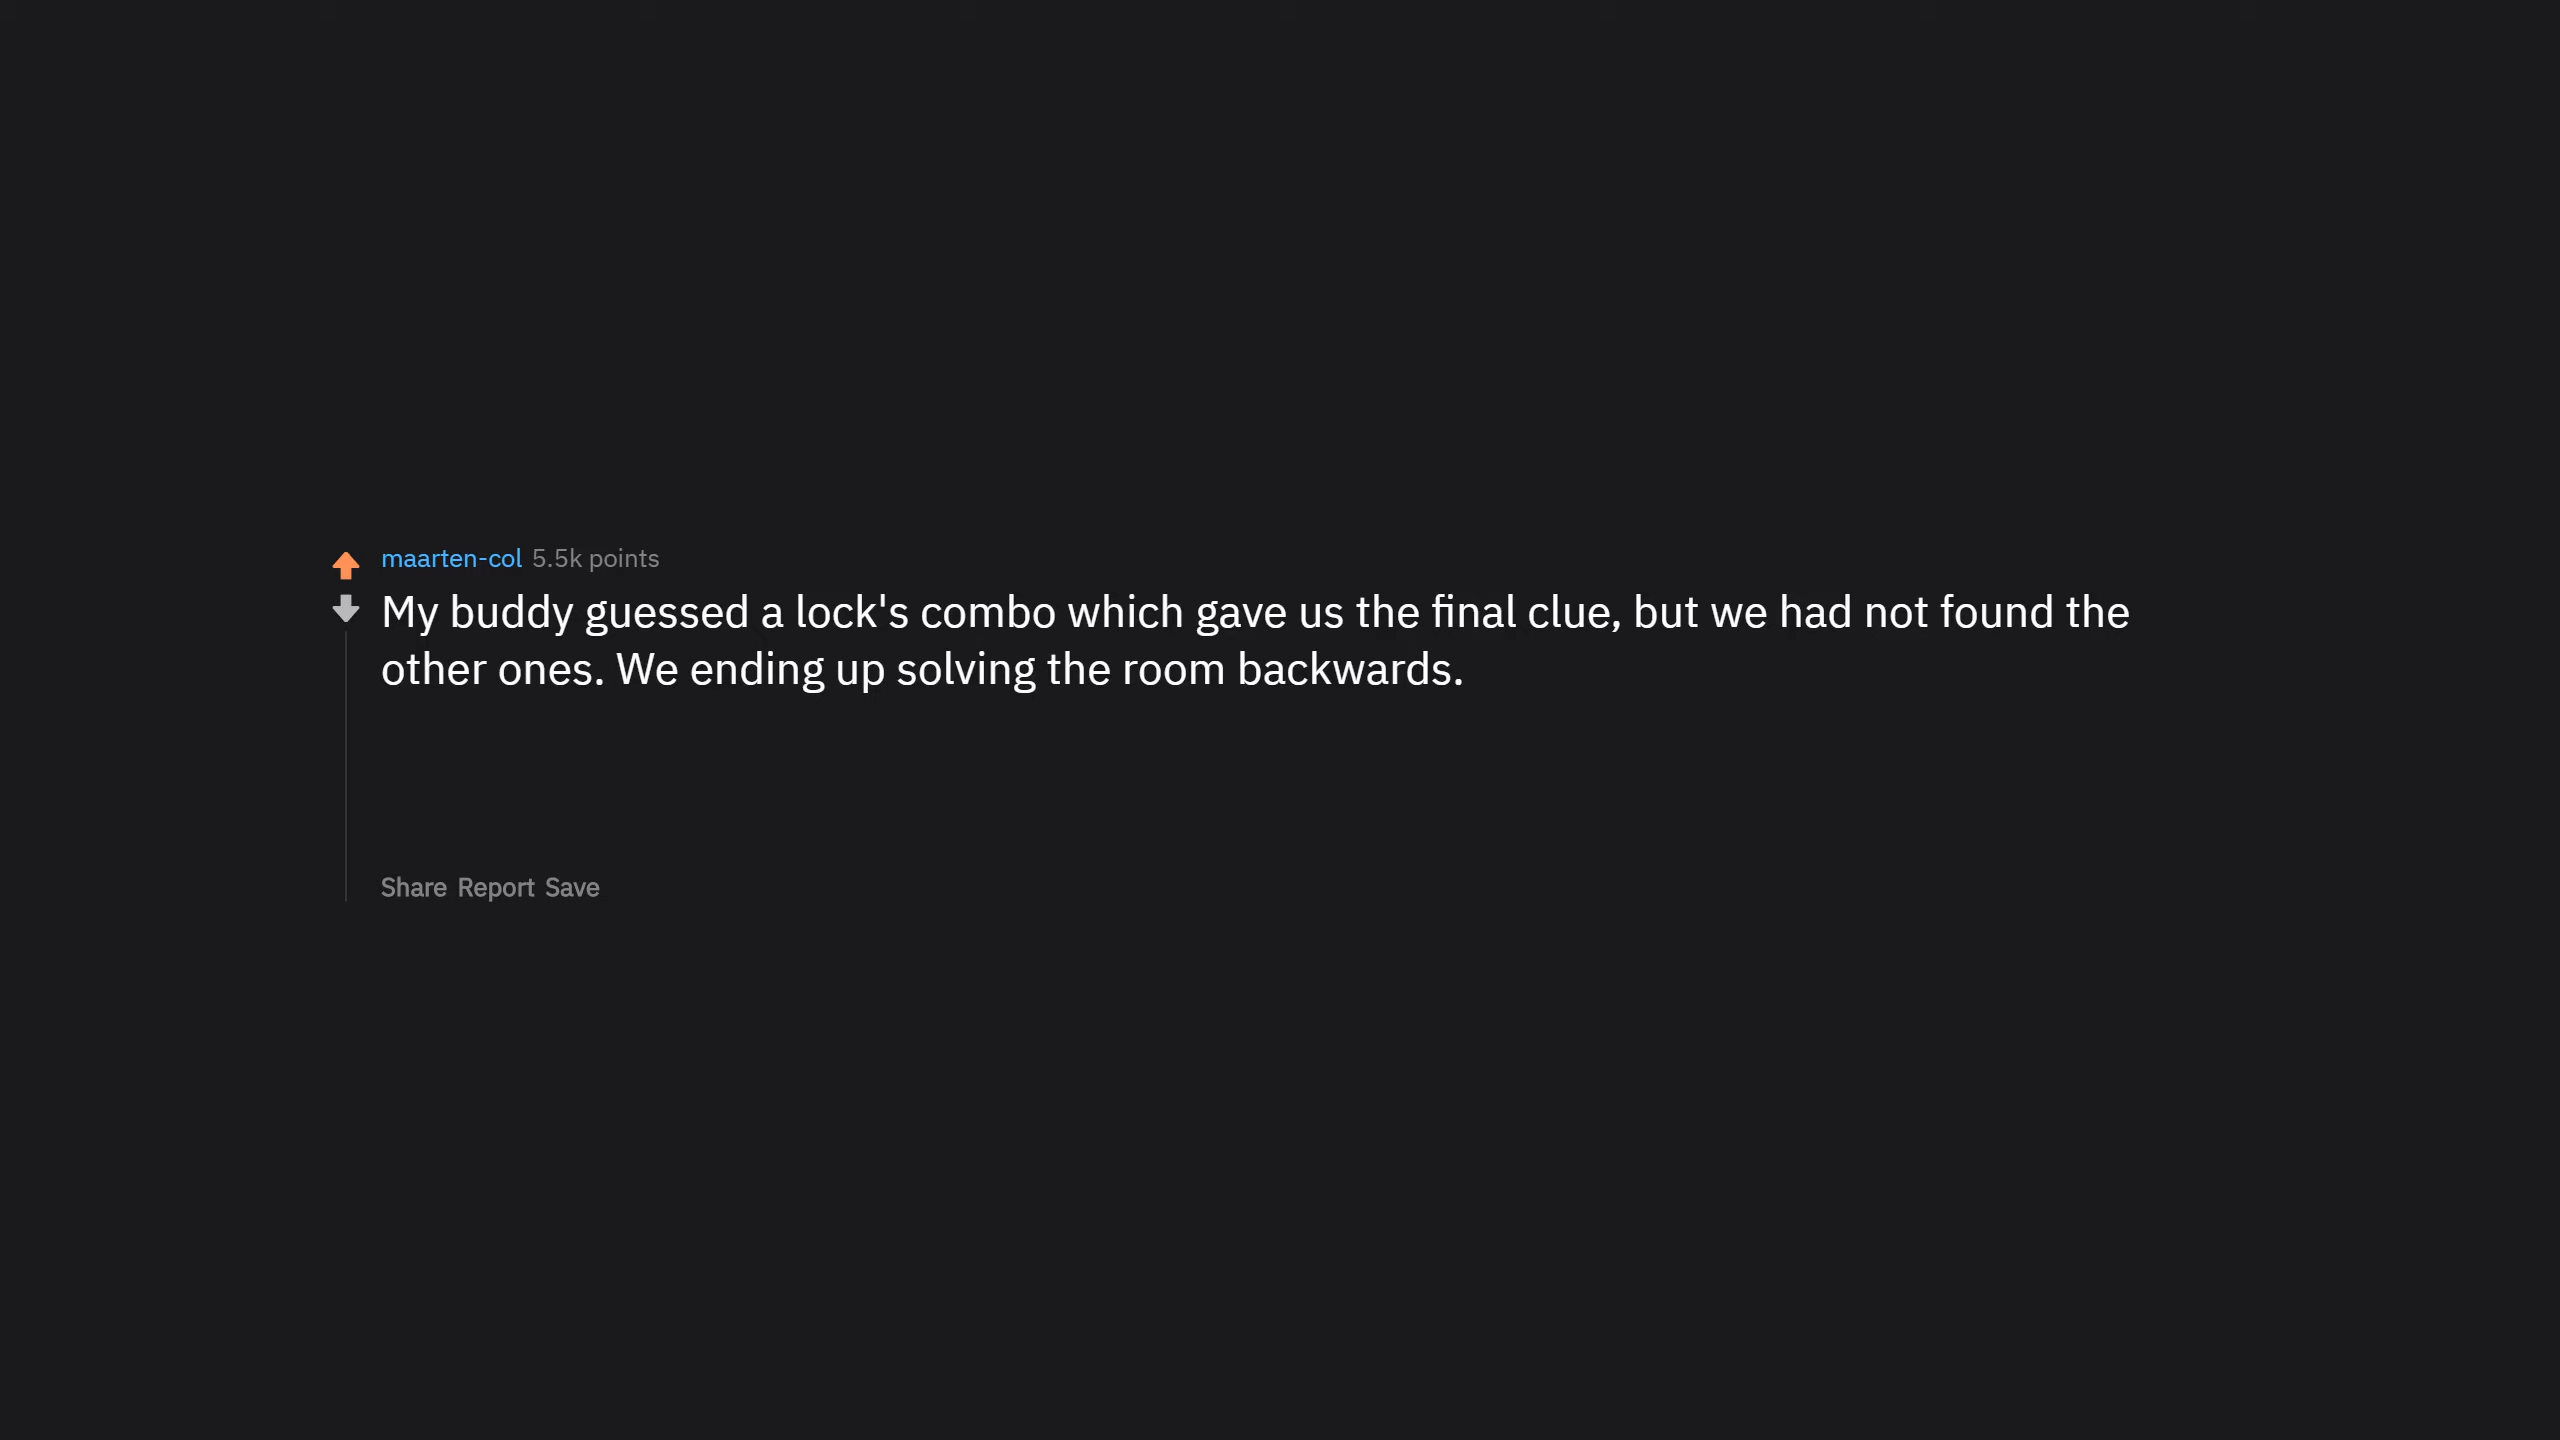 maarten-col 5.5k points
My buddy guessed a lock's combo which gave us the final clue, but we had not found the
other ones. We ending up solving the room backwards.
Share Report Save